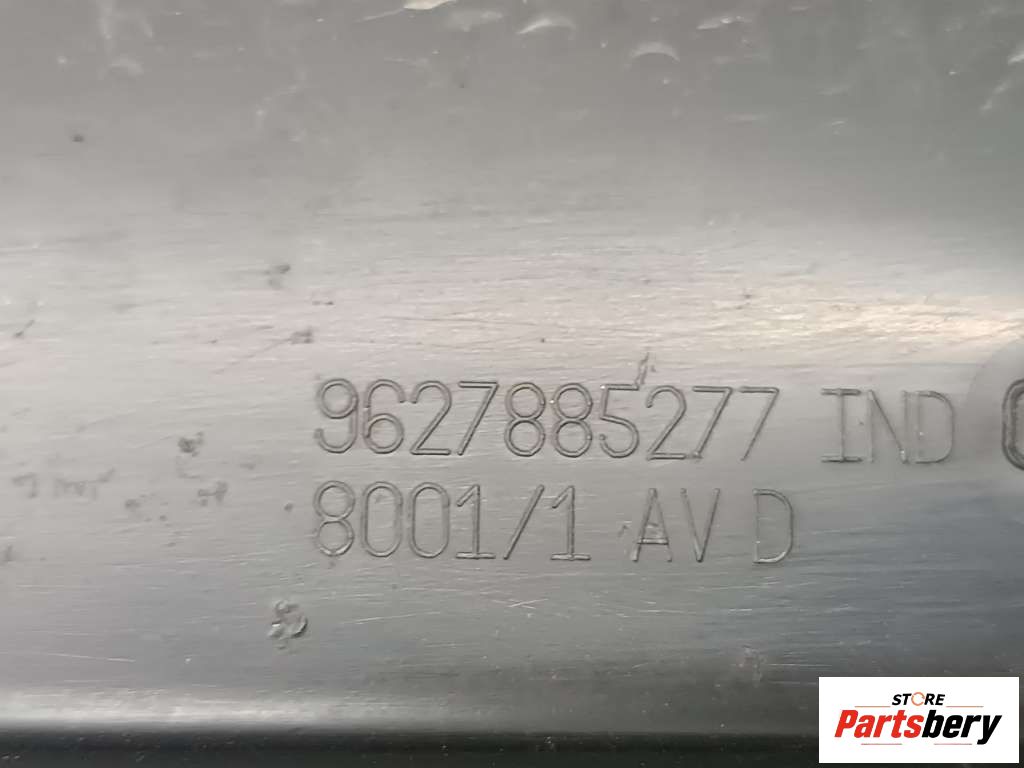 9627885277 IND
8001/1 AV D
STORE
Partsbery